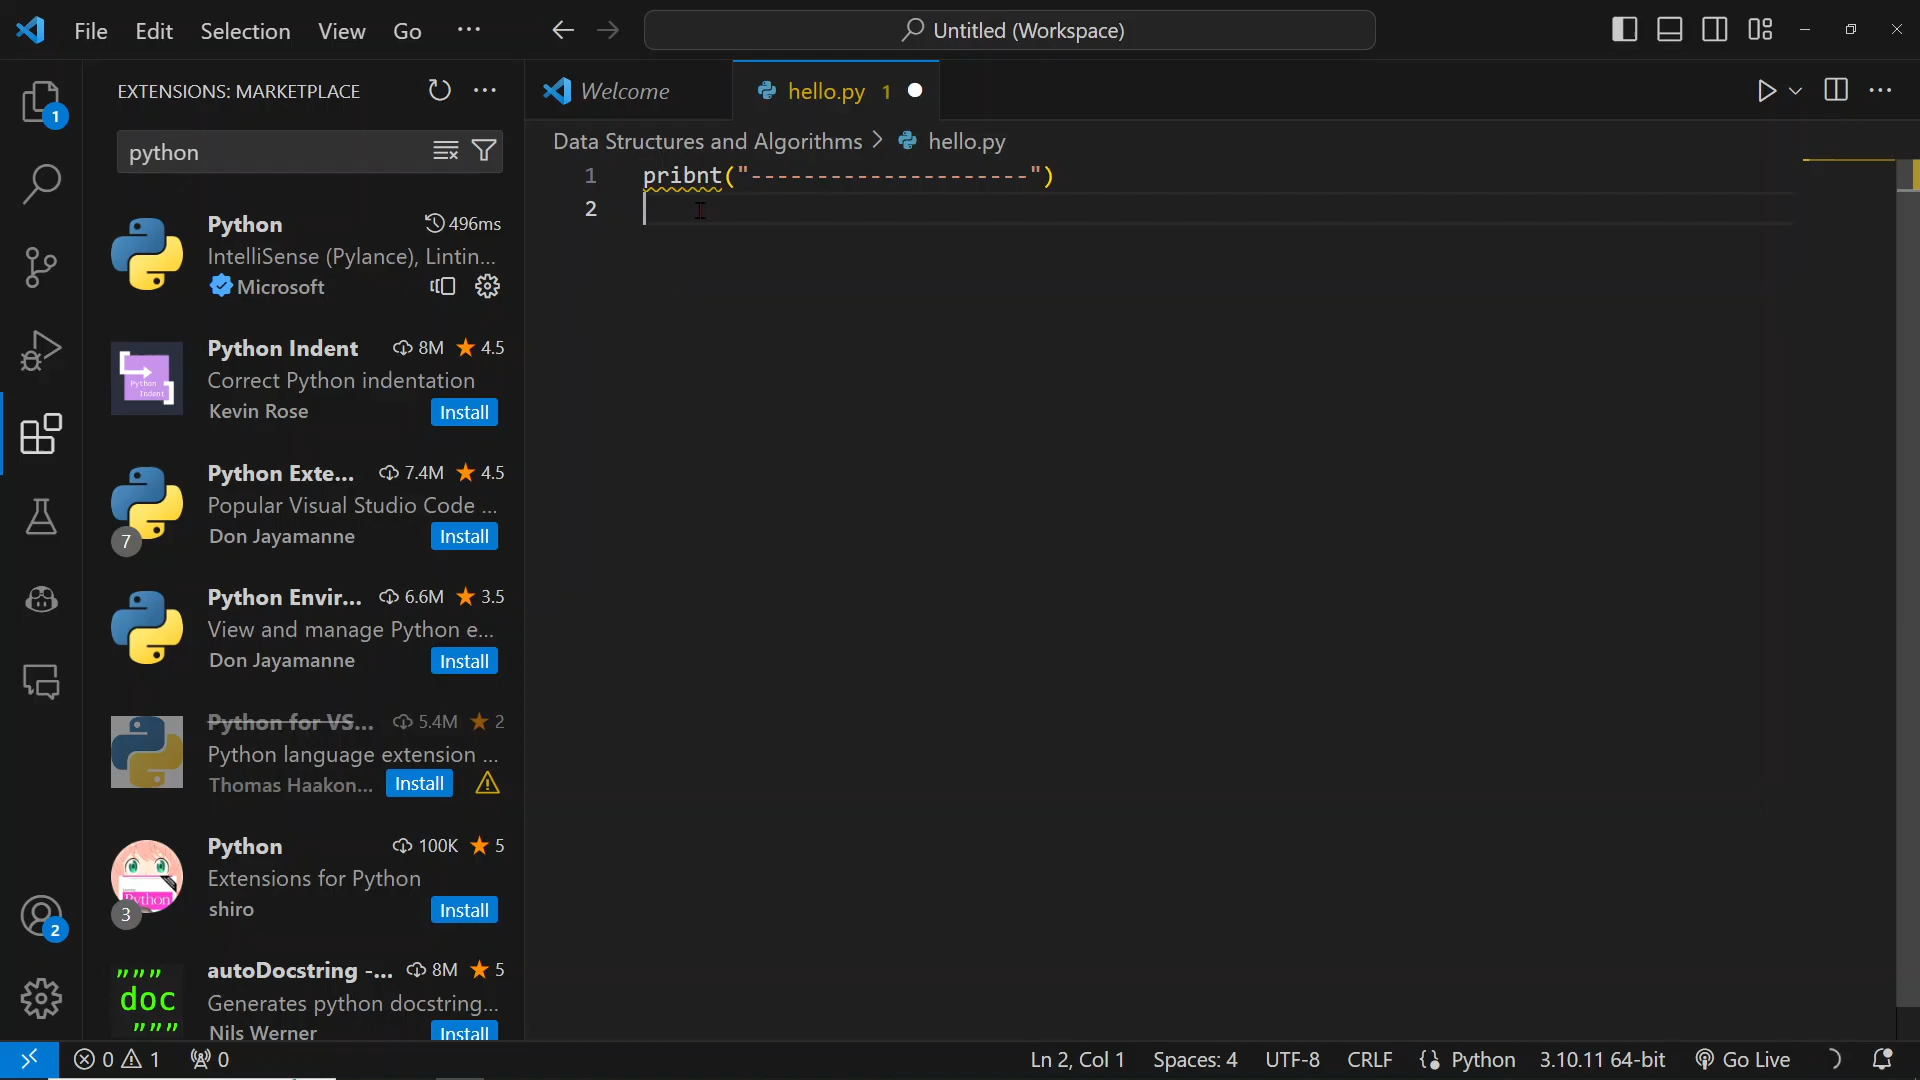 File Edit Selection View Go ··· Untitled (Workspace)
EXTENSIONS: MARKETPLACE
python
Python 496ms
IntelliSense (Pylance), Lintin...
Microsoft
Python Indent 8M 4.5
Correct Python indentation
Kevin Rose Install
Python Exte... 7.4M 4.5
Popular Visual Studio Code ...
Don Jayamanne Install
7
Python Envir... 6.6M 3.5
View and manage Python e...
Don Jayamanne Install
Python for VS... 5.4M 2
Python language extension ...
Thomas Haakon... Install
Python 100K 5
Extensions for Python
shiro Install
3
autoDocstring -... 8M 5
Generates python docstring...
Nils Werner Install
"""
doc
"""
1
2
Welcome hello.py 1
Data Structures and Algorithms > hello.py
1 pribnt("---------------------")
2
0 1 0 Ln 2, Col 1 Spaces: 4 UTF-8 CRLF {} Python 3.10.11 64-bit Go Live